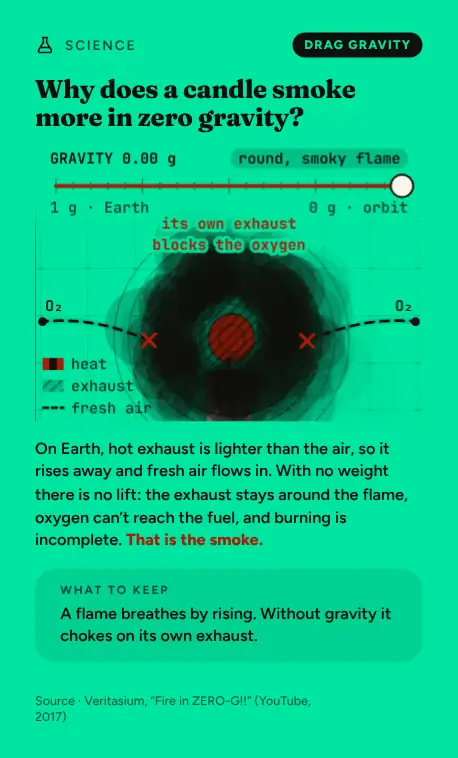 SCIENCE
DRAG GRAVITY
Why does a candle smoke
more in zero gravity?
GRAVITY 0.00 g
round, smoky flame
1 g · Earth
0 g · orbit
its own exhaust
blocks the oxygen
O₂
O₂
heat
exhaust
fresh air
On Earth, hot exhaust is lighter than the air, so it
rises away and fresh air flows in. With no weight
there is no lift: the exhaust stays around the flame,
oxygen can’t reach the fuel, and burning is
incomplete. That is the smoke.
WHAT TO KEEP
A flame breathes by rising. Without gravity it
chokes on its own exhaust.
Source · Veritasium, “Fire in ZERO-G!!” (YouTube,
2017)